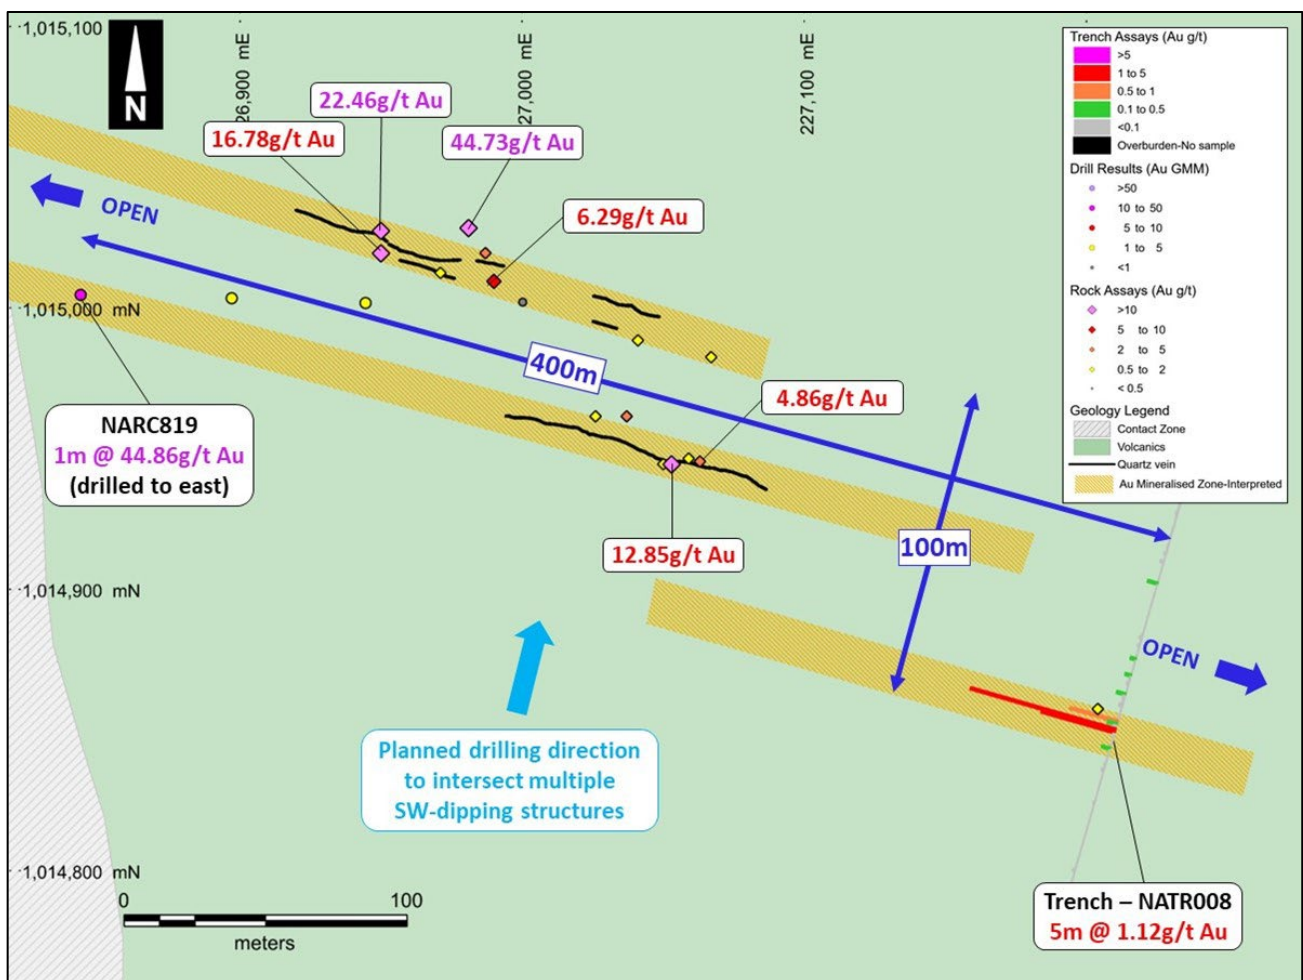 1,015,100
26,900 mE
27,000 mE
227,100 mE
N
22.46g/t Au
16.78g/t Au
44.73g/t Au
6.29g/t Au
OPEN
1,015,000 mN
400m
4.86g/t Au
NARC819
1m @ 44.86g/t Au
(drilled to east)
12.85g/t Au
100m
1,014,900 mN
OPEN
Planned drilling direction
to intersect multiple
SW-dipping structures
1,014,800 mN
0 100
meters
Trench – NATR008
5m @ 1.12g/t Au
Trench Assays (Au g/t)
>5
1 to 5
0.5 to 1
0.1 to 0.5
<0.1
Overburden-No sample
Drill Results (Au GMM)
>50
10 to 50
5 to 10
1 to 5
<1
Rock Assays (Au g/t)
>10
5 to 10
2 to 5
0.5 to 2
< 0.5
Geology Legend
Contact Zone
Volcanics
Quartz vein
Au Mineralised Zone-Interpreted